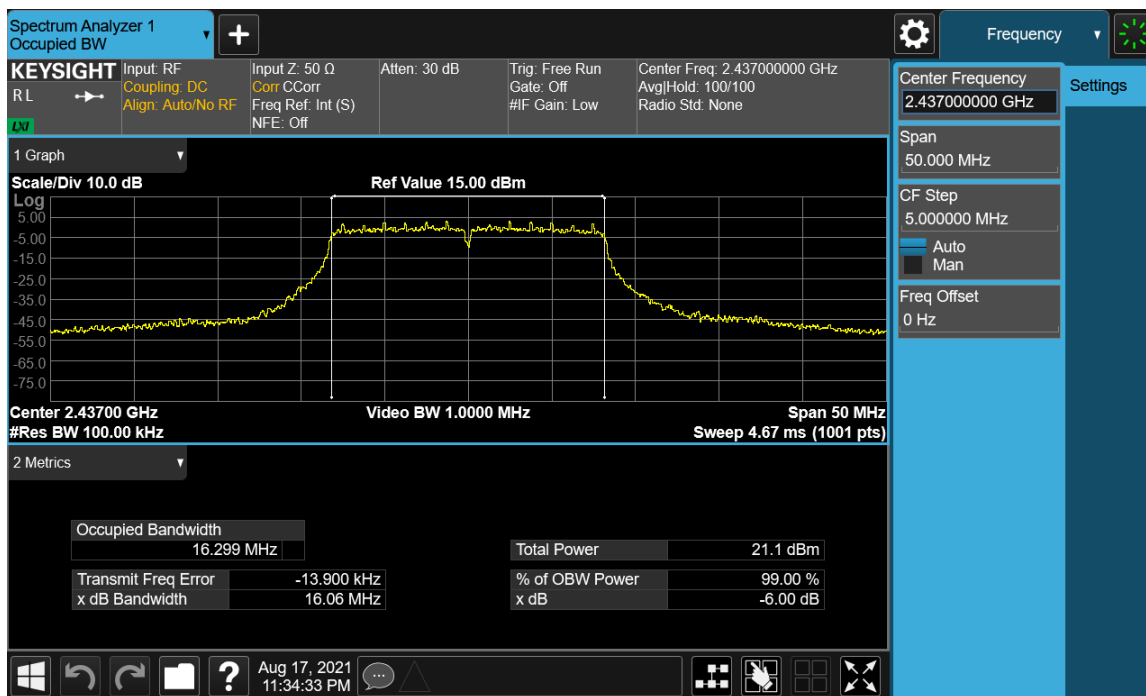 Spectrum Analyzer 1
Occupied BW
+
Frequency
KEYSIGHT
R L
LXI
Input: RF
Coupling: DC
Align: Auto/No RF
Input Z: 50 Ω
Corr CCorr
Freq Ref: Int (S)
NFE: Off
Atten: 30 dB
Trig: Free Run
Gate: Off
#IF Gain: Low
Center Freq: 2.437000000 GHz
Avg|Hold: 100/100
Radio Std: None
Center Frequency
2.437000000 GHz
Settings
Span
50.000 MHz
CF Step
5.000000 MHz
Auto
Man
Freq Offset
0 Hz
1 Graph
Scale/Div 10.0 dB
Ref Value 15.00 dBm
Log
5.00
-5.00
-15.0
-25.0
-35.0
-45.0
-55.0
-65.0
-75.0
Center 2.43700 GHz
Video BW 1.0000 MHz
Span 50 MHz
#Res BW 100.00 kHz
Sweep 4.67 ms (1001 pts)
2 Metrics
Occupied Bandwidth
16.299 MHz
Total Power 21.1 dBm
Transmit Freq Error -13.900 kHz
% of OBW Power 99.00 %
x dB Bandwidth 16.06 MHz
x dB -6.00 dB
?
Aug 17, 2021
11:34:33 PM